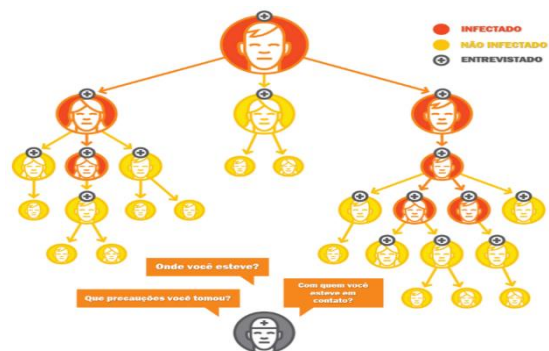 INFECTADO
NÃO INFECTADO
ENTREVISTADO
Onde você esteve?
Que precauções você tomou?
Com quem você
esteve em
contato?